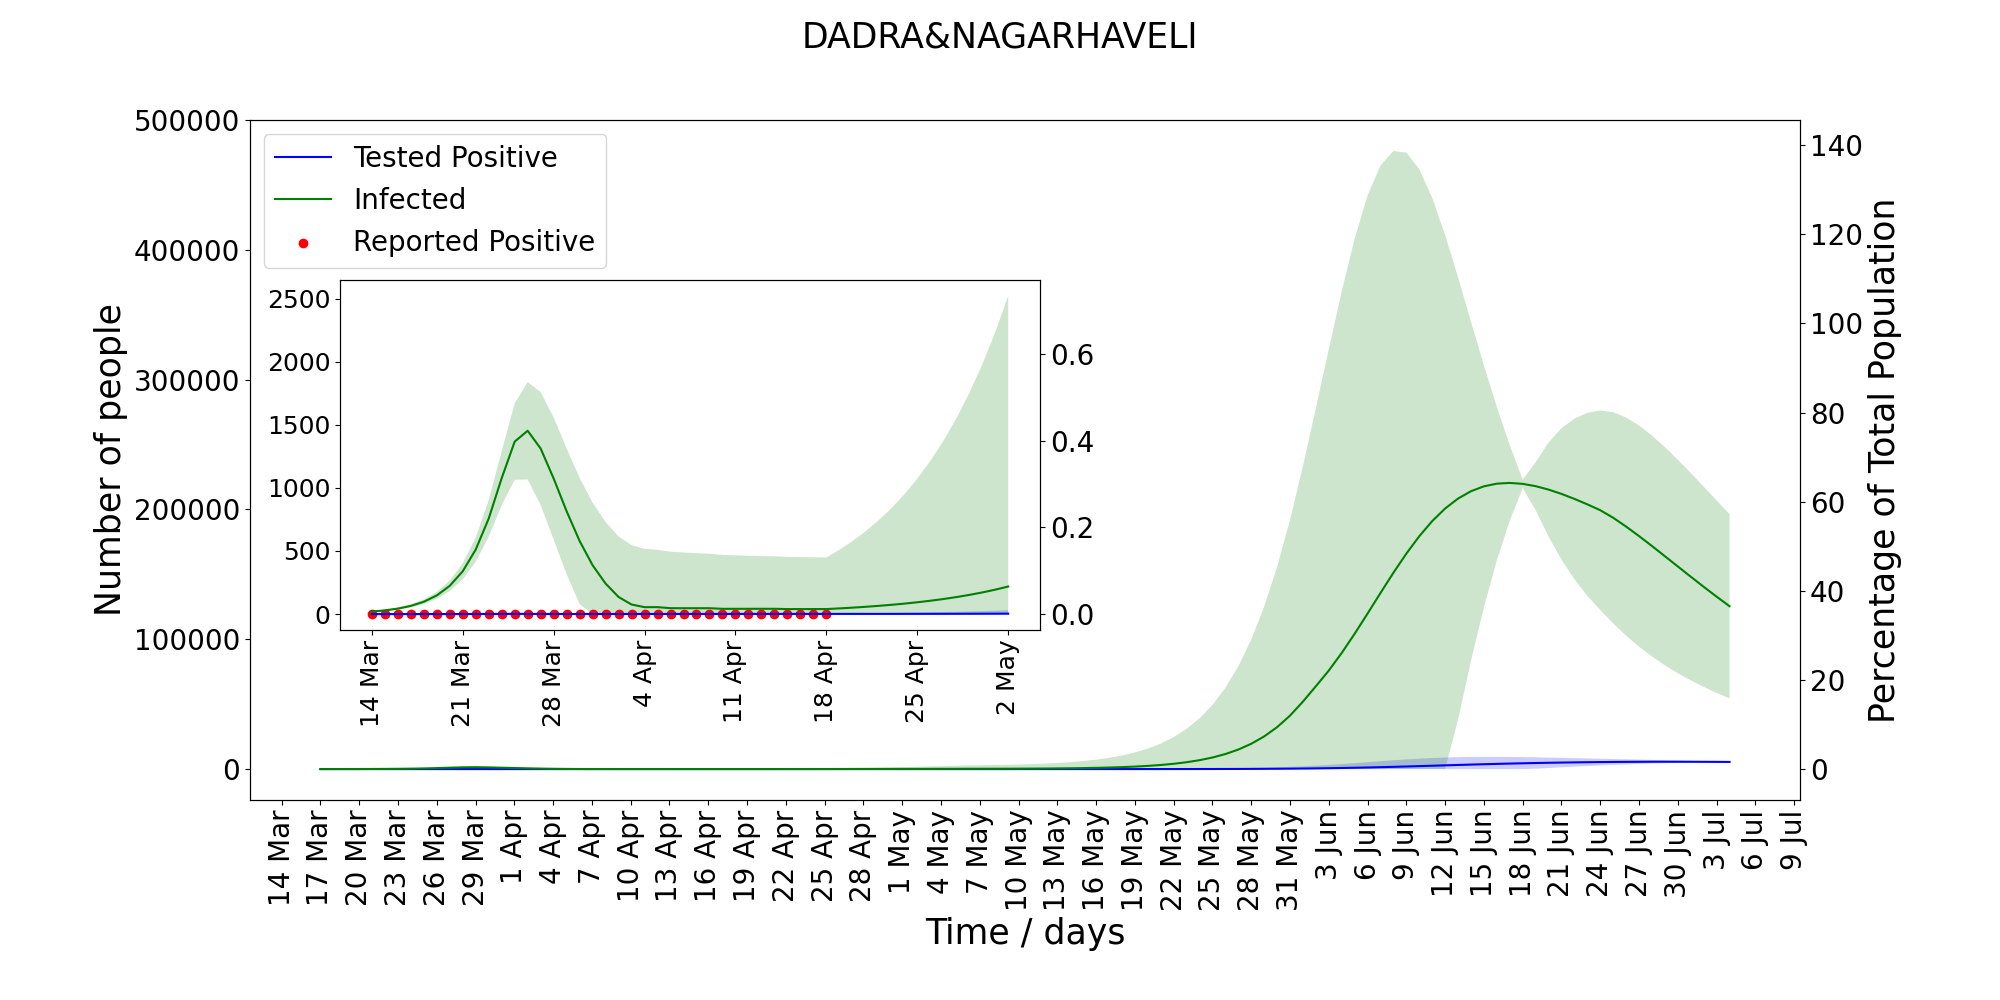 DADRA&NAGARHAVELI
500000
400000
300000
200000
100000
0
Number of people
Tested Positive
Infected
Reported Positive
2500
2000
1500
1000
500
0
0.6
0.4
0.2
0.0
14 Mar
21 Mar
28 Mar
4 Apr
11 Apr
18 Apr
25 Apr
2 May
140
120
100
80
60
40
20
0
Percentage of Total Population
14 Mar
17 Mar
20 Mar
23 Mar
26 Mar
29 Mar
1 Apr
4 Apr
7 Apr
10 Apr
13 Apr
16 Apr
19 Apr
22 Apr
25 Apr
28 Apr
1 May
4 May
7 May
10 May
13 May
16 May
19 May
22 May
25 May
28 May
31 May
3 Jun
6 Jun
9 Jun
12 Jun
15 Jun
18 Jun
21 Jun
24 Jun
27 Jun
30 Jun
3 Jul
6 Jul
9 Jul
Time / days